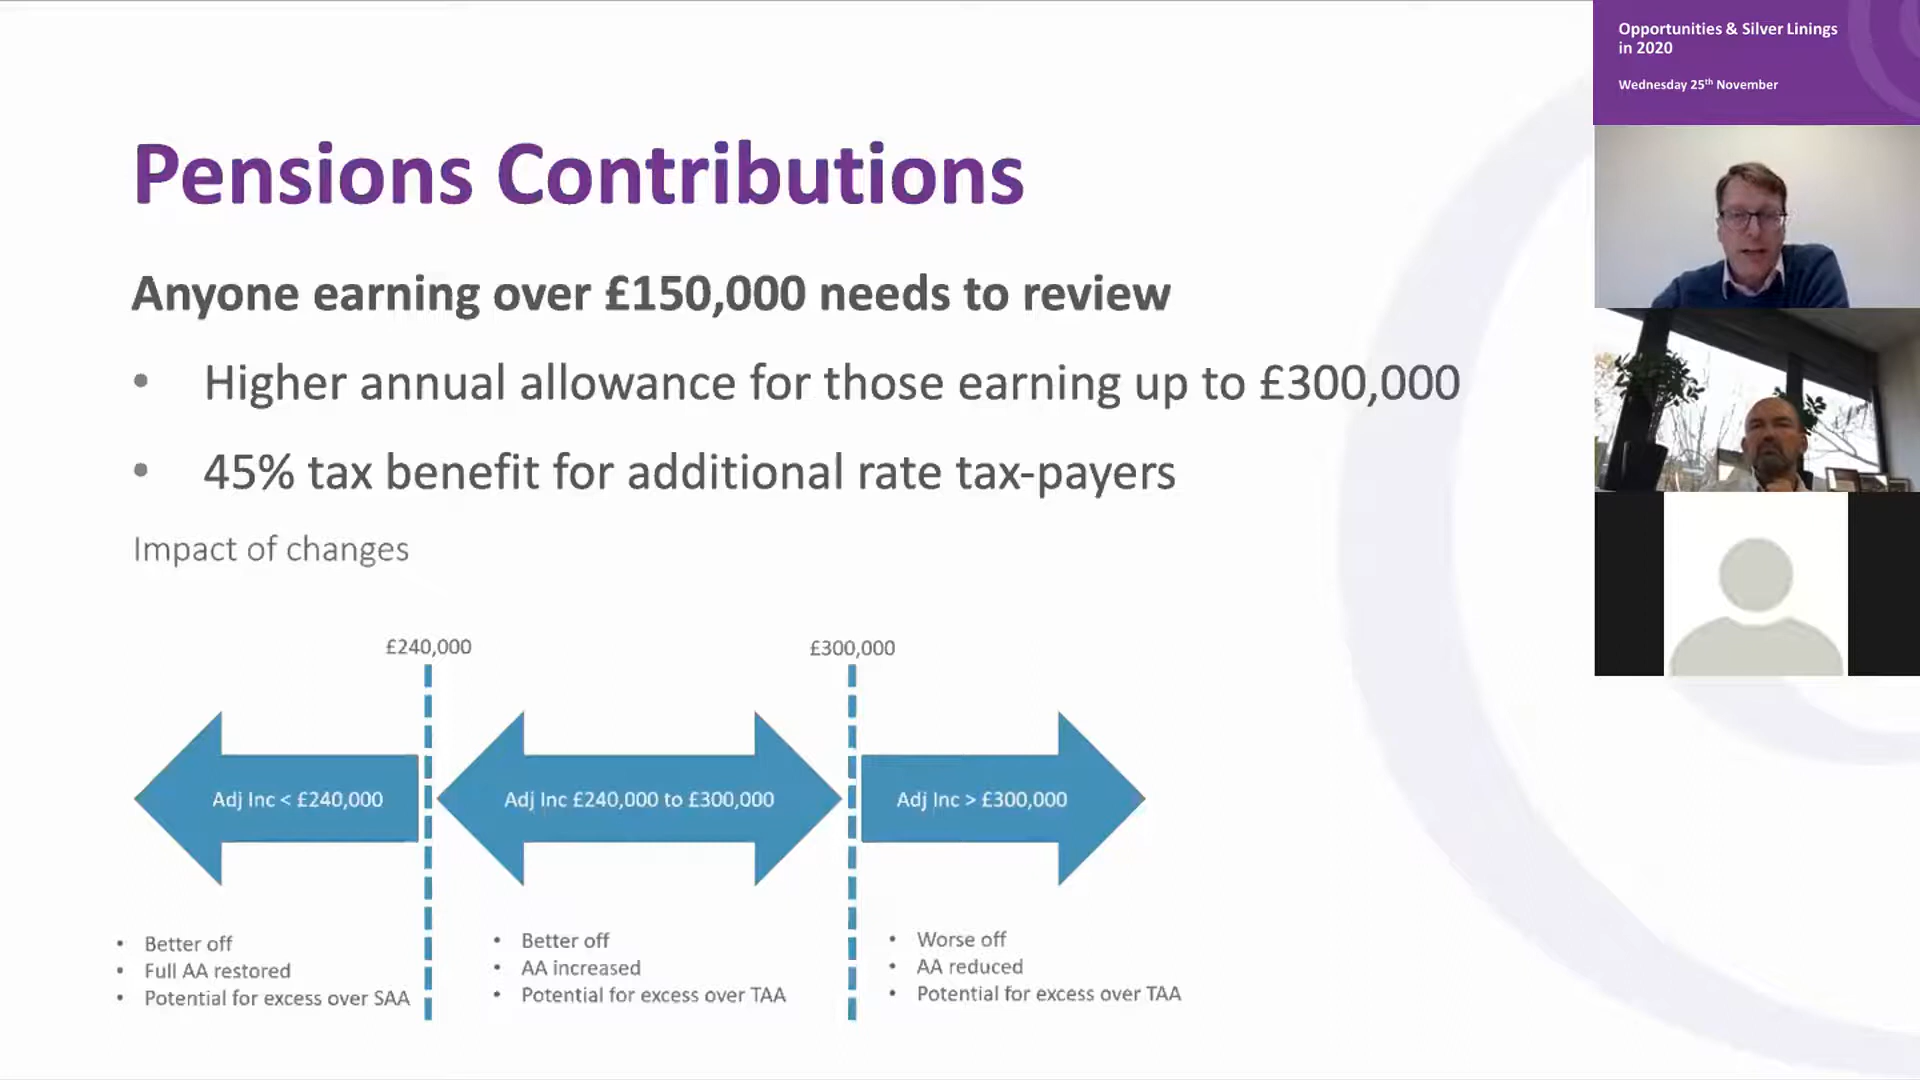 Opportunities & Silver Linings
in 2020
Wednesday 25th November
Pensions Contributions
Anyone earning over £150,000 needs to review
• Higher annual allowance for those earning up to £300,000
• 45% tax benefit for additional rate tax-payers
Impact of changes
£240,000
£300,000
Adj Inc < £240,000
Adj Inc £240,000 to £300,000
Adj Inc > £300,000
• Better off
• Full AA restored
• Potential for excess over SAA
• Better off
• AA increased
• Potential for excess over TAA
• Worse off
• AA reduced
• Potential for excess over TAA